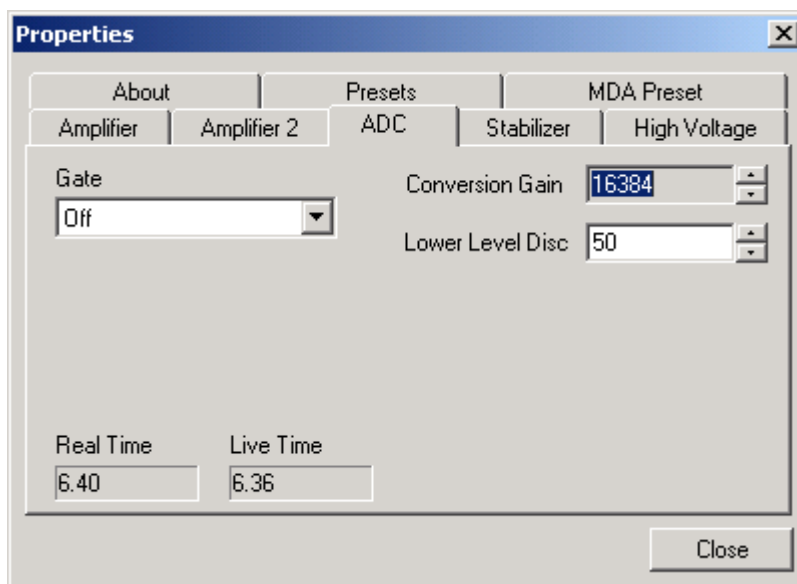 Properties
About Presets MDA Preset
Amplifier Amplifier 2 ADC Stabilizer High Voltage
Gate
Off
Conversion Gain 16384
Lower Level Disc 50
Real Time Live Time
6.40 6.36
Close